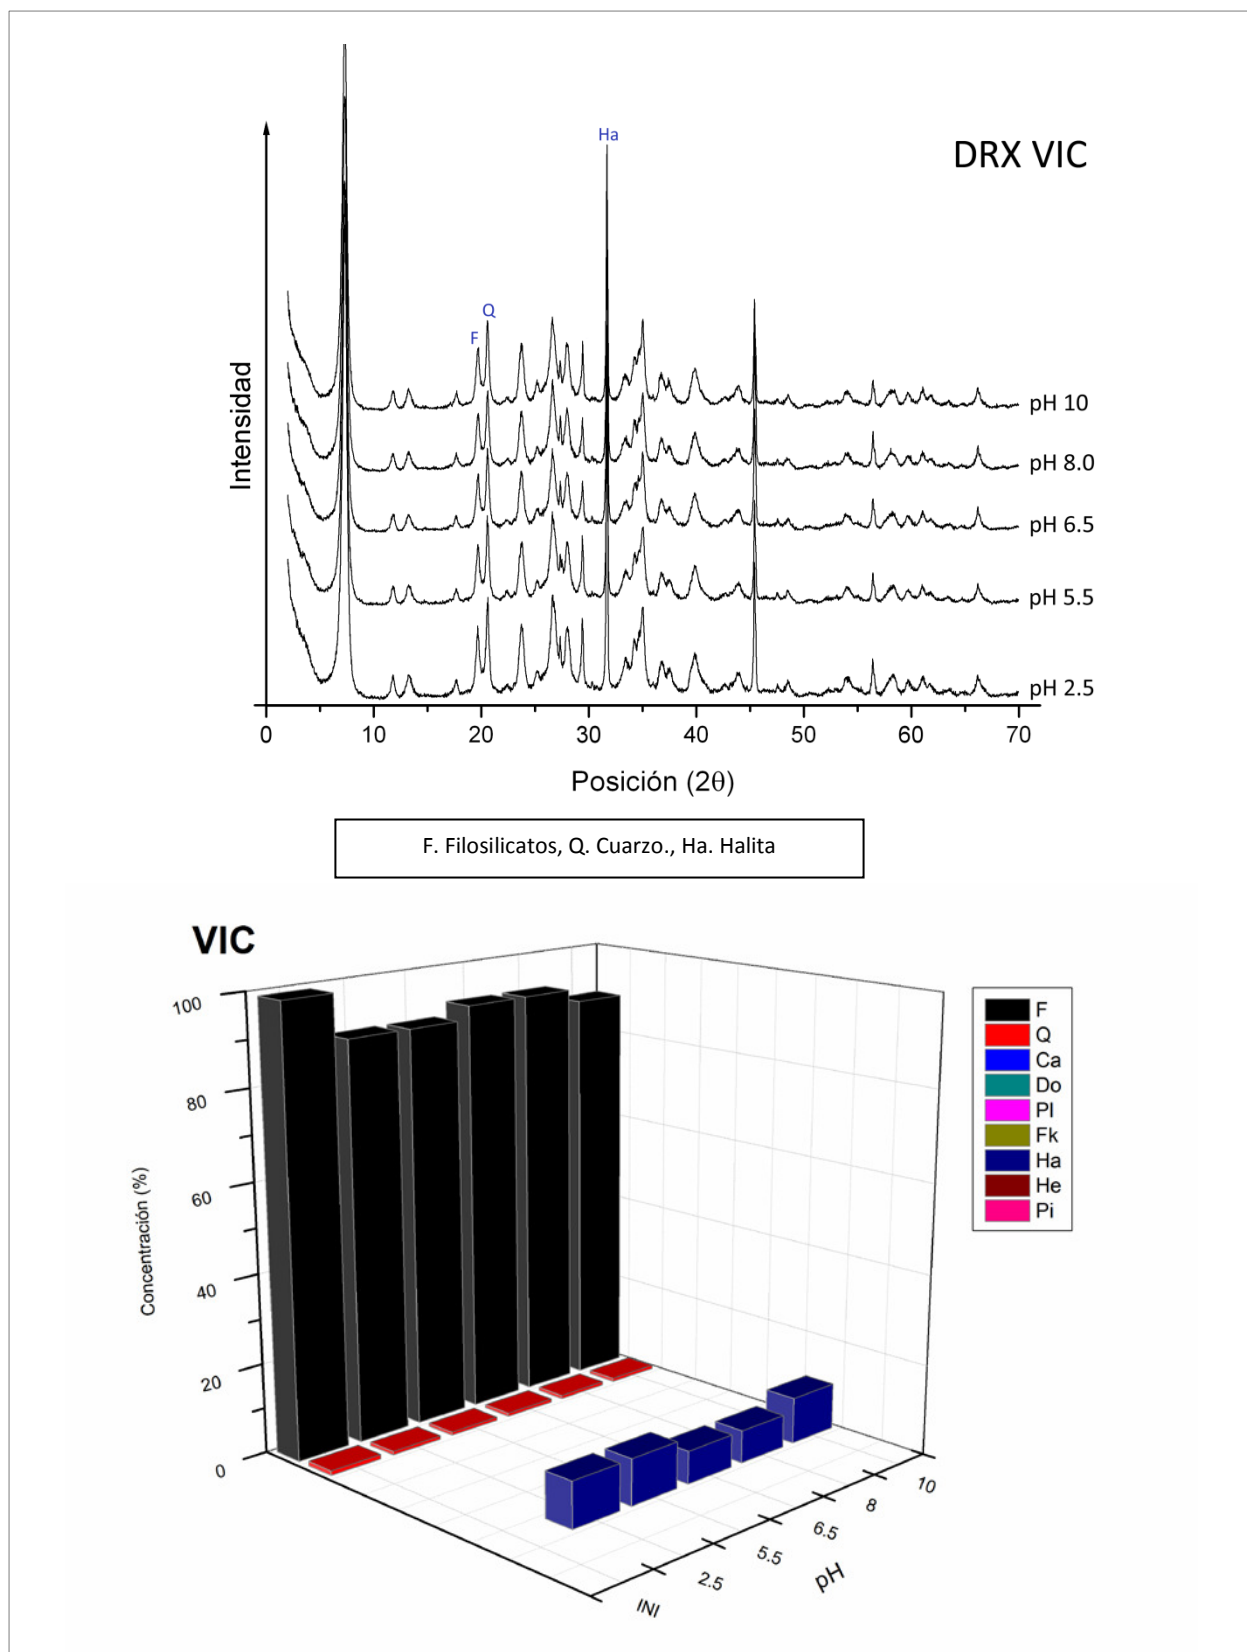 DRX VIC
Ha
Q
F
Intensidad
pH 10
pH 8.0
pH 6.5
pH 5.5
pH 2.5
0 10 20 30 40 50 60 70
Posición (2θ)
F. Filosilicatos, Q. Cuarzo., Ha. Halita
VIC
100
80
60
40
20
0
Concentración (%)
F
Q
Ca
Do
Pl
Fk
Ha
He
Pi
INI 2.5 5.5 6.5 8 10
pH